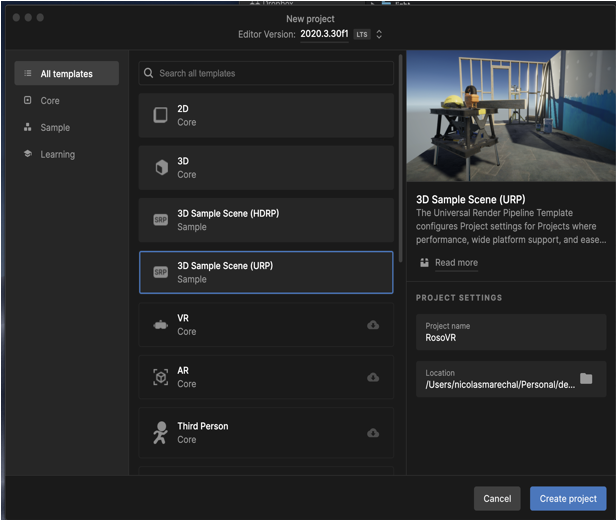 Dropbox
light
New project
Editor Version: 2020.3.30f1 LTS
All templates
Core
Sample
Learning
Search all templates
2D
Core
3D
Core
SRP
3D Sample Scene (HDRP)
Sample
SRP
3D Sample Scene (URP)
Sample
VR
Core
AR
Core
Third Person
Core
3D Sample Scene (URP)
The Universal Render Pipeline Template
configures Project settings for Projects where
performance, wide platform support, and ease...
Read more
PROJECT SETTINGS
Project name
RosoVR
Location
/Users/nicolasmarechal/Personal/de...
Cancel
Create project